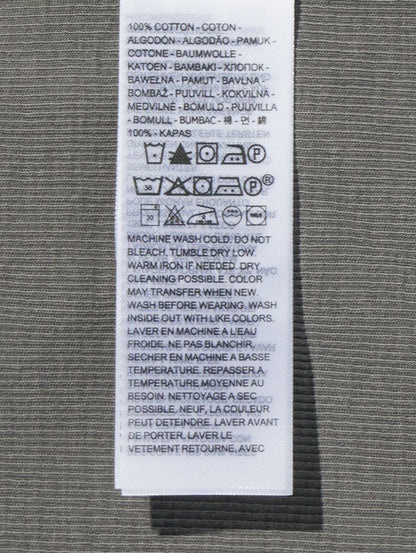 100% COTTON - COTON -
ALGODÓN - ALGODÃO - PAMUK -
COTONE - BAUMWOLLE -
KATOEN - BAMBAKI - ХЛОПОК -
BAWEŁNA - PAMUT - BAVLNA -
BOMBAŽ - PUUVILL - KOKVILNA -
MEDVILNĖ - BOMULD - PUUVILLA
- BOMULL - BUMBAC - 棉 - 면 - 綿
100% - KAPAS
P
30 P®
30
MACHINE WASH COLD. DO NOT
BLEACH. TUMBLE DRY LOW.
WARM IRON IF NEEDED. DRY
CLEANING POSSIBLE. COLOR
MAY TRANSFER WHEN NEW.
WASH BEFORE WEARING. WASH
INSIDE OUT WITH LIKE COLORS.
LAVER EN MACHINE A L'EAU
FROIDE. NE PAS BLANCHIR.
SECHER EN MACHINE A BASSE
TEMPERATURE. REPASSER A
TEMPERATURE MOYENNE AU
BESOIN. NETTOYAGE A SEC
POSSIBLE. NEUF, LA COULEUR
PEUT DETEINDRE. LAVER AVANT
DE PORTER. LAVER LE
VETEMENT RETOURNE, AVEC